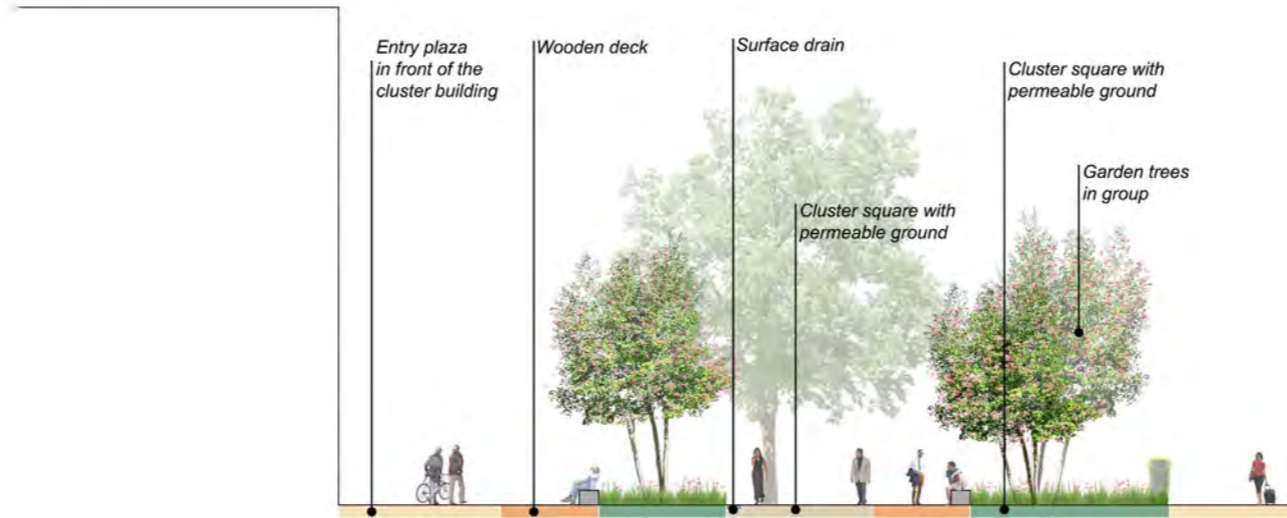 Entry plaza
in front of the
cluster building
Wooden deck
Surface drain
Cluster square with
permeable ground
Cluster square with
permeable ground
Garden trees
in group